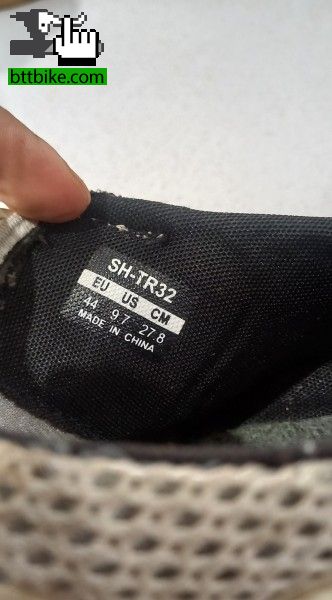 bttbike.com
SH-TR32
EU US CM
44 9.7 27.8
MADE IN CHINA